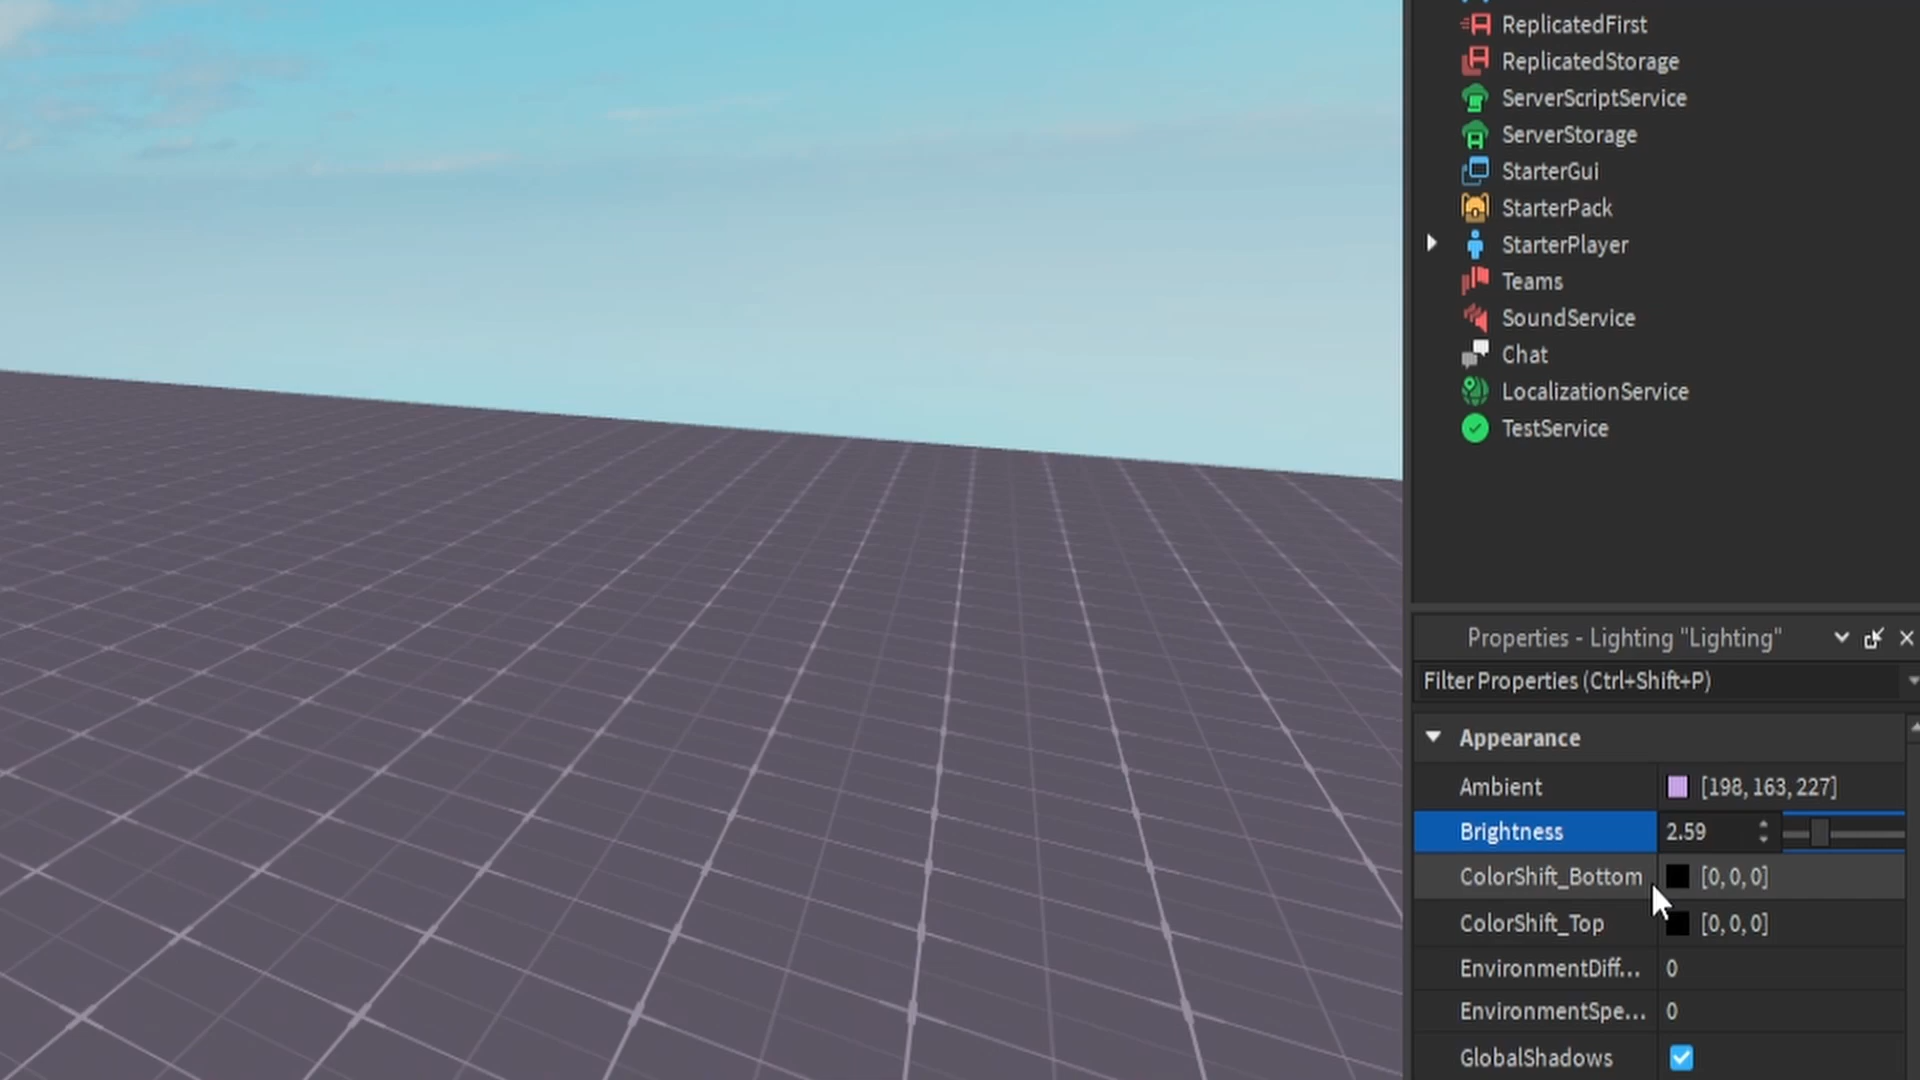 ReplicatedFirst
ReplicatedStorage
ServerScriptService
ServerStorage
StarterGui
StarterPack
StarterPlayer
Teams
SoundService
Chat
LocalizationService
TestService
Properties - Lighting "Lighting"
Filter Properties (Ctrl+Shift+P)
Appearance
Ambient [198, 163, 227]
Brightness 2.59
ColorShift_Bottom [0, 0, 0]
ColorShift_Top [0, 0, 0]
EnvironmentDiff... 0
EnvironmentSpe... 0
GlobalShadows